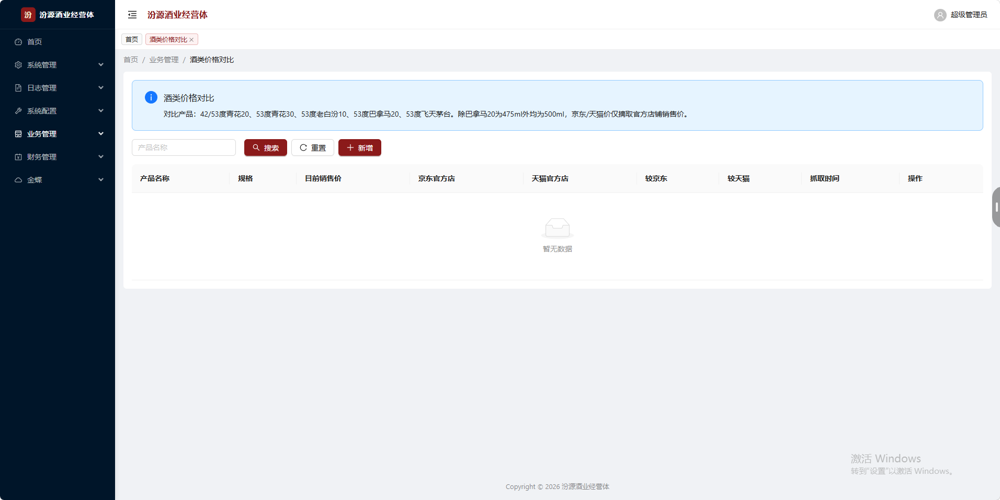 汾 汾源酒业经营体
汾源酒业经营体
超级管理员
首页
系统管理
日志管理
系统配置
业务管理
财务管理
金蝶
首页 酒类价格对比
首页 / 业务管理 / 酒类价格对比
酒类价格对比
对比产品：42/53度青花20、53度青花30、53度老白汾10、53度巴拿马20、53度飞天茅台。除巴拿马20为475ml外均为500ml，京东/天猫价仅摘取官方店铺销售价。
产品名称 搜索 重置 新增
产品名称 规格 目前销售价 京东官方店 天猫官方店 较京东 较天猫 抓取时间 操作
暂无数据
激活 Windows
转到“设置”以激活 Windows。
Copyright © 2026 汾源酒业经营体